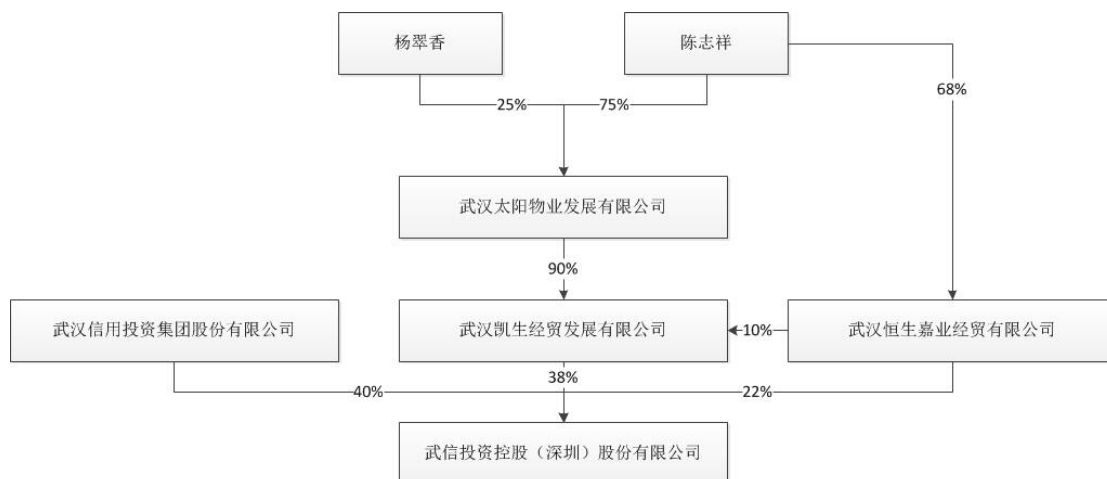 杨翠香
陈志祥
25%
75%
68%
武汉太阳物业发展有限公司
90%
武汉信用投资集团股份有限公司
武汉凯生经贸发展有限公司
10%
武汉恒生嘉业经贸有限公司
40%
38%
22%
武信投资控股（深圳）股份有限公司